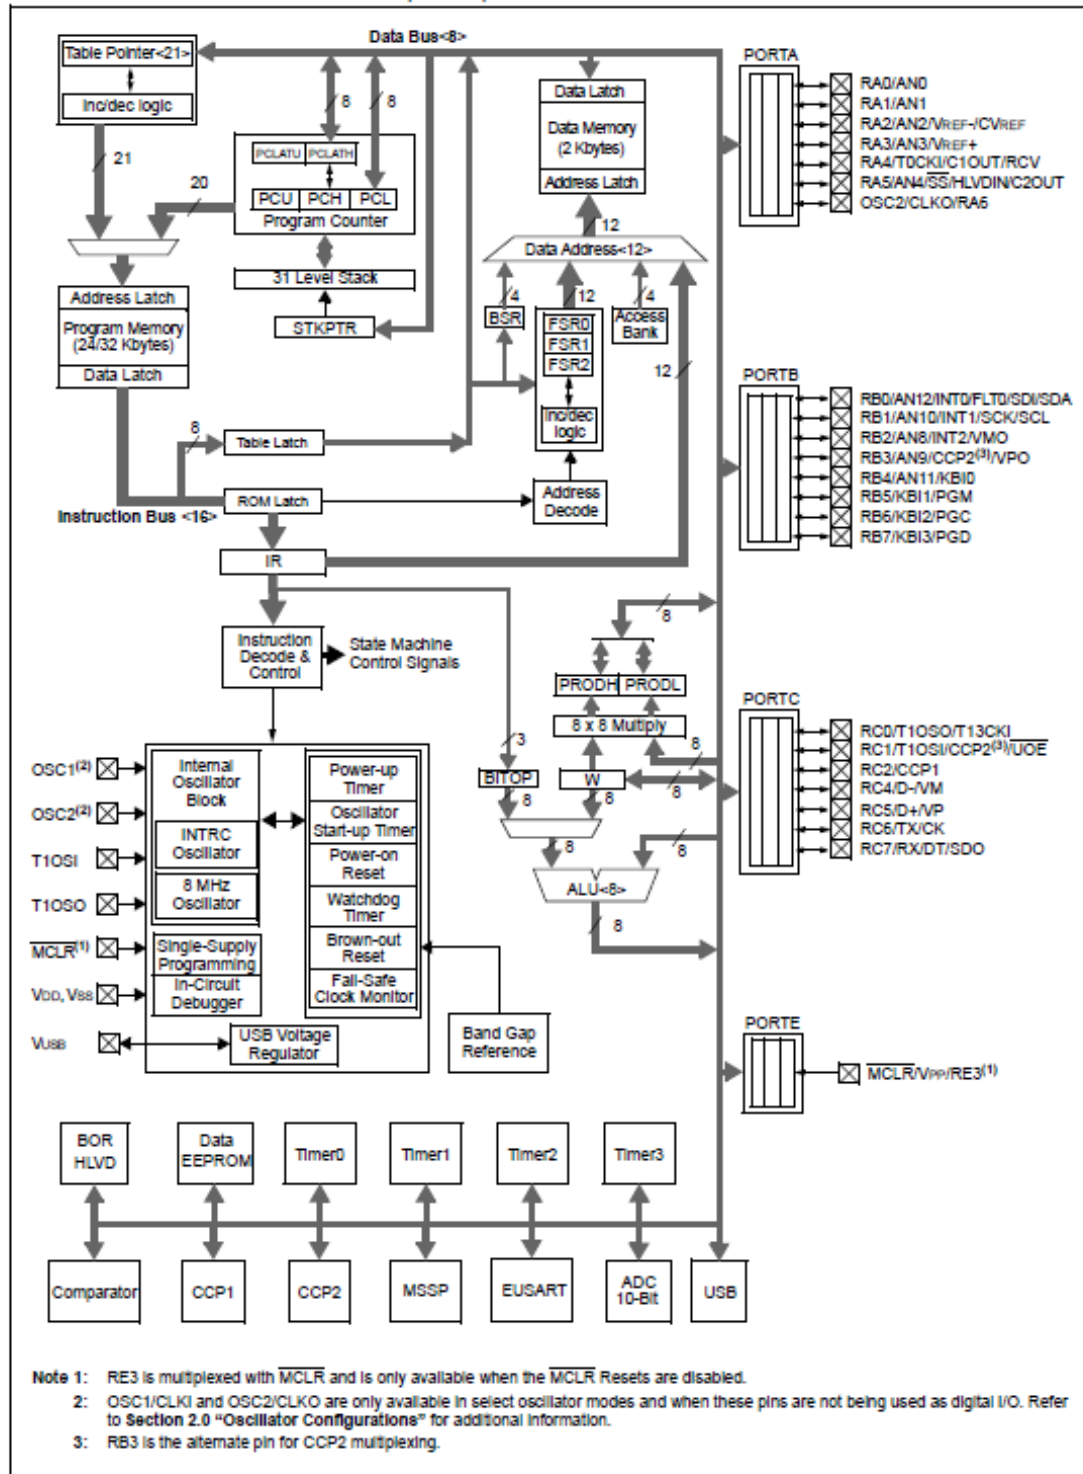 Data Bus<8>
Table Pointer<21>
Inc/dec logic
21
20
8
8
PCLATU PCLATH
PCU PCH PCL
Program Counter
31 Level Stack
STKPTR
Address Latch
Program Memory
(24/32 Kbytes)
Data Latch
8
Table Latch
ROM Latch
Instruction Bus <16>
IR
Data Latch
Data Memory
(2 Kbytes)
Address Latch
12
Data Address<12>
4
12
4
BSR
FSR0
FSR1
FSR2
Inc/dec
logic
Access
Bank
12
Address
Decode
Instruction
Decode &
Control
State Machine
Control Signals
8
PRODH PRODL
8 x 8 Multiply
3
8
BITOP
W
8
8
8
8
8
ALU<8>
8
OSC1(2)
OSC2(2)
T1OSI
T1OSO
MCLR(1)
VDD, VSS
VUSB
Internal
Oscillator
Block
INTRC
Oscillator
8 MHz
Oscillator
Single-Supply
Programming
In-Circuit
Debugger
USB Voltage
Regulator
Power-up
Timer
Oscillator
Start-up Timer
Power-on
Reset
Watchdog
Timer
Brown-out
Reset
Fail-Safe
Clock Monitor
Band Gap
Reference
PORTA
RA0/AN0
RA1/AN1
RA2/AN2/VREF-/CVREF
RA3/AN3/VREF+
RA4/T0CKI/C1OUT/RCV
RA5/AN4/SS/HLVDIN/C2OUT
OSC2/CLKO/RA6
PORTB
RB0/AN12/INT0/FLT0/SDI/SDA
RB1/AN10/INT1/SCK/SCL
RB2/AN8/INT2/VMO
RB3/AN9/CCP2(3)/VPO
RB4/AN11/KBI0
RB5/KBI1/PGM
RB6/KBI2/PGC
RB7/KBI3/PGD
PORTC
RC0/T1OSO/T13CKI
RC1/T1OSI/CCP2(3)/UOE
RC2/CCP1
RC4/D-/VM
RC5/D+/VP
RC6/TX/CK
RC7/RX/DT/SDO
PORTE
MCLR/VPP/RE3(1)
BOR
HLVD
Data
EEPROM
Timer0
Timer1
Timer2
Timer3
Comparator
CCP1
CCP2
MSSP
EUSART
ADC
10-Bit
USB
Note 1: RE3 is multiplexed with MCLR and is only available when the MCLR Resets are disabled.
2: OSC1/CLKI and OSC2/CLKO are only available in select oscillator modes and when these pins are not being used as digital I/O. Refer
to Section 2.0 “Oscillator Configurations” for additional information.
3: RB3 is the alternate pin for CCP2 multiplexing.